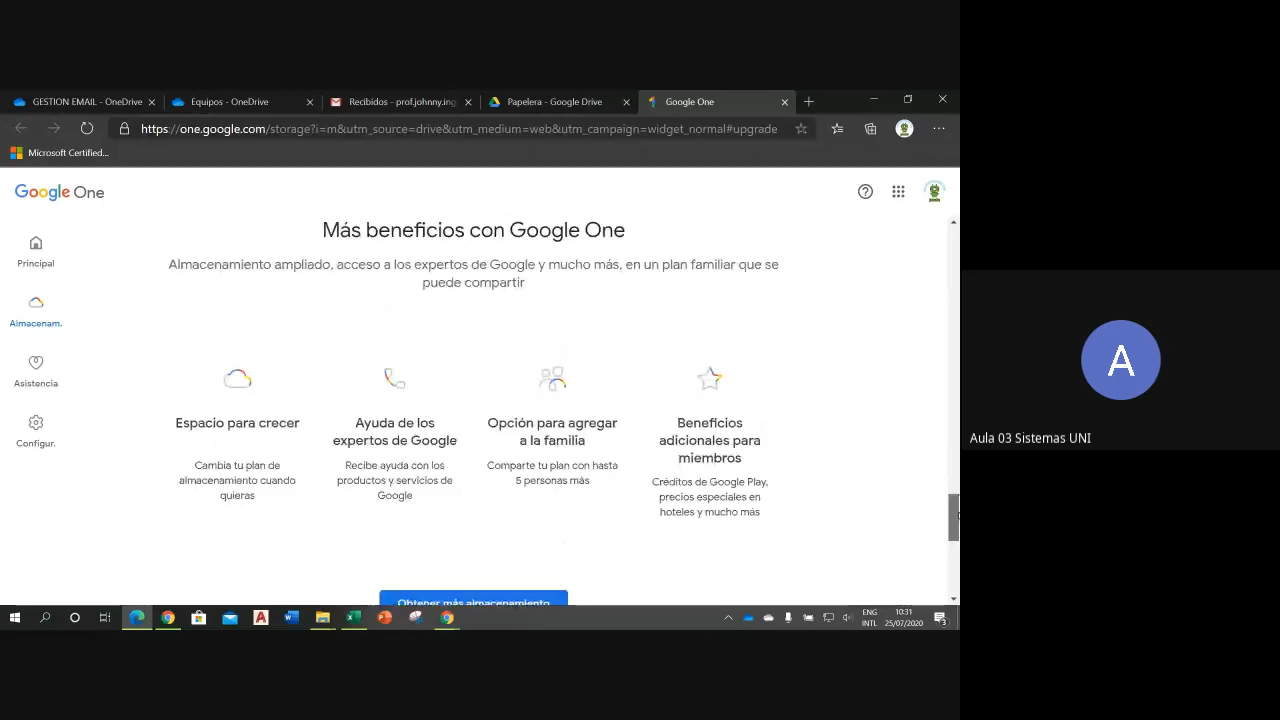 GESTION EMAIL - OneDrive
Equipos - OneDrive
Recibidos - prof.johnny.ing
Papelera - Google Drive
Google One
https://one.google.com/storage?i=m&utm_source=drive&utm_medium=web&utm_campaign=widget_normal#upgrade
Microsoft Certified...
Google One
Principal
Almacenam.
Asistencia
Configur.
Más beneficios con Google One
Almacenamiento ampliado, acceso a los expertos de Google y mucho más, en un plan familiar que se
puede compartir
Espacio para crecer
Cambia tu plan de
almacenamiento cuando
quieras
Ayuda de los
expertos de Google
Recibe ayuda con los
productos y servicios de
Google
Opción para agregar
a la familia
Comparte tu plan con hasta
5 personas más
Beneficios
adicionales para
miembros
Créditos de Google Play,
precios especiales en
hoteles y mucho más
Obtener más almacenamiento
ENG
INTL
10:31
25/07/2020
3
A
Aula 03 Sistemas UNI